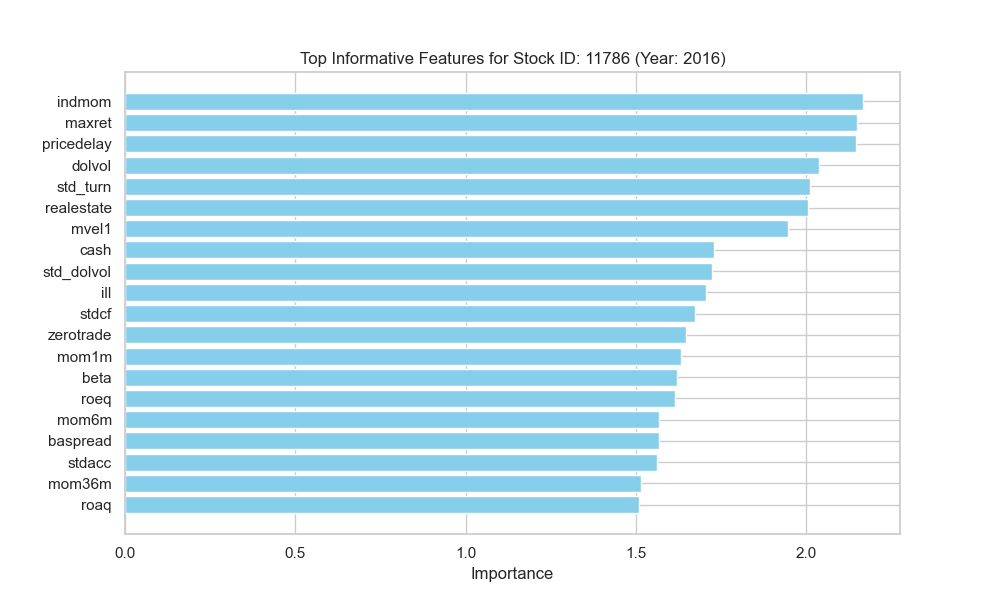 Top Informative Features for Stock ID: 11786 (Year: 2016)
indmom
maxret
pricedelay
dolvol
std_turn
realestate
mvel1
cash
std_dolvol
ill
stdcf
zerotrade
mom1m
beta
roeq
mom6m
baspread
stdacc
mom36m
roaq
0.0 0.5 1.0 1.5 2.0
Importance